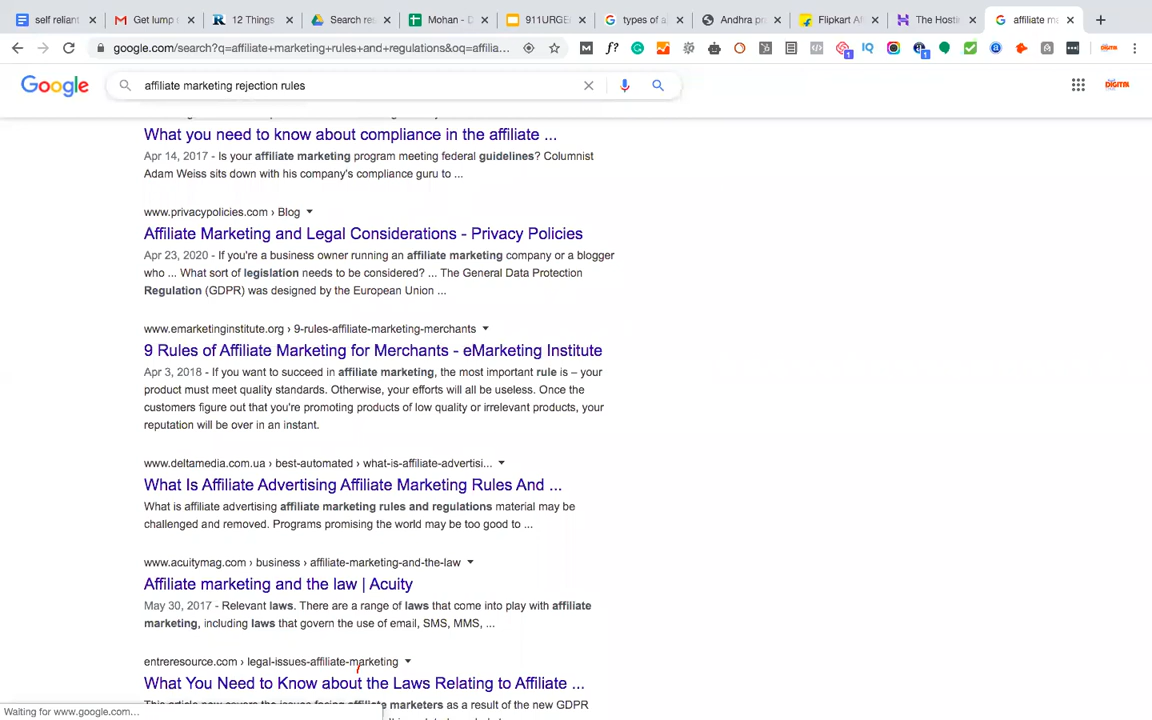 self reliant
Get lump
12 Things
Search re
Mohan - D
911URGE
types of a
Andhra pr
Flipkart Af
The Hostin
affiliate ma
google.com/search?q=affiliate+marketing+rules+and+regulations&oq=affilia...
Google
affiliate marketing rejection rules
What you need to know about compliance in the affiliate ...
Apr 14, 2017 - Is your affiliate marketing program meeting federal guidelines? Columnist
Adam Weiss sits down with his company's compliance guru to ...
www.privacypolicies.com › Blog
Affiliate Marketing and Legal Considerations - Privacy Policies
Apr 23, 2020 - If you're a business owner running an affiliate marketing company or a blogger
who ... What sort of legislation needs to be considered? ... The General Data Protection
Regulation (GDPR) was designed by the European Union ...
www.emarketinginstitute.org › 9-rules-affiliate-marketing-merchants
9 Rules of Affiliate Marketing for Merchants - eMarketing Institute
Apr 3, 2018 - If you want to succeed in affiliate marketing, the most important rule is – your
product must meet quality standards. Otherwise, your efforts will all be useless. Once the
customers figure out that you're promoting products of low quality or irrelevant products, your
reputation will be over in an instant.
www.deltamedia.com.ua › best-automated › what-is-affiliate-advertisi...
What Is Affiliate Advertising Affiliate Marketing Rules And ...
What is affiliate advertising affiliate marketing rules and regulations material may be
challenged and removed. Programs promising the world may be too good to ...
www.acuitymag.com › business › affiliate-marketing-and-the-law
Affiliate marketing and the law | Acuity
May 30, 2017 - Relevant laws. There are a range of laws that come into play with affiliate
marketing, including laws that govern the use of email, SMS, MMS, ...
entreresource.com › legal-issues-affiliate-marketing
What You Need to Know about the Laws Relating to Affiliate ...
affiliate marketers as a result of the new GDPR
Waiting for www.google.com...